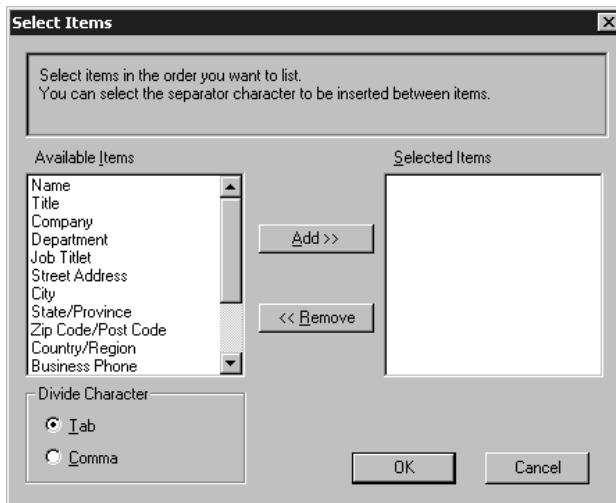 Select Items
Select items in the order you want to list.
You can select the separator character to be inserted between items.
Available Items
Selected Items
Name
Title
Company
Department
Job Titlet
Street Address
City
State/Province
Zip Code/Post Code
Country/Region
Business Phone
Add >>
<< Remove
Divide Character
Tab
Comma
OK
Cancel